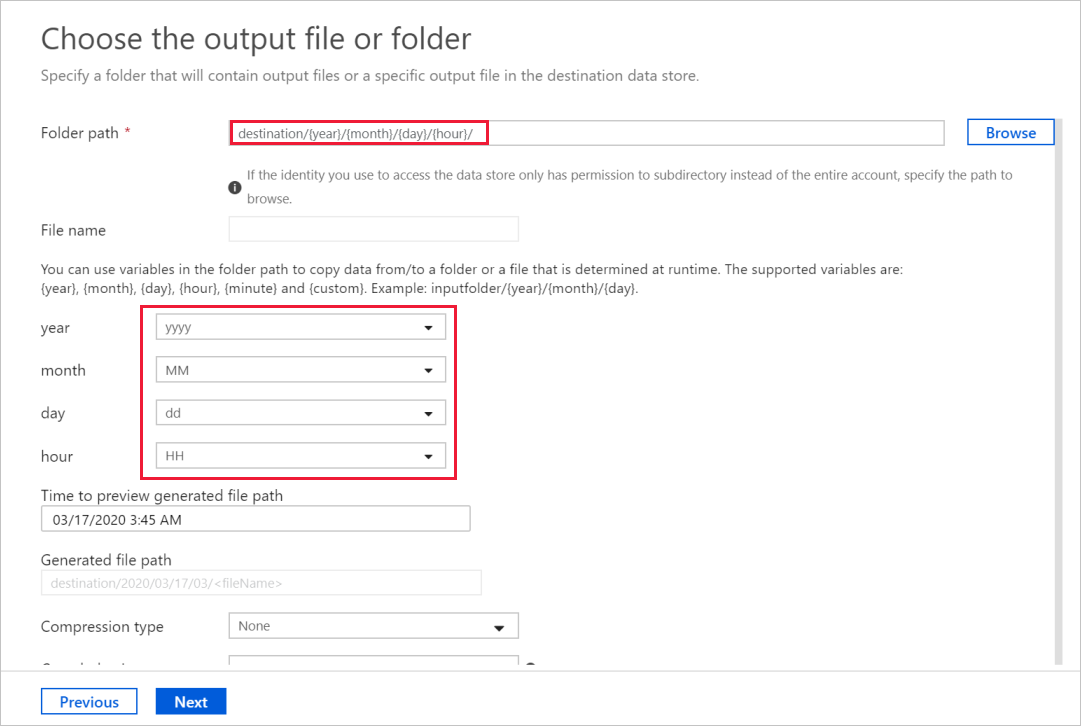 Choose the output file or folder
Specify a folder that will contain output files or a specific output file in the destination data store.
Folder path *
destination/{year}/{month}/{day}/{hour}/
Browse
If the identity you use to access the data store only has permission to subdirectory instead of the entire account, specify the path to
browse.
File name
You can use variables in the folder path to copy data from/to a folder or a file that is determined at runtime. The supported variables are:
{year}, {month}, {day}, {hour}, {minute} and {custom}. Example: inputfolder/{year}/{month}/{day}.
year
yyyy
month
MM
day
dd
hour
HH
Time to preview generated file path
03/17/2020 3:45 AM
Generated file path
destination/2020/03/17/03/<fileName>
Compression type
None
Previous
Next